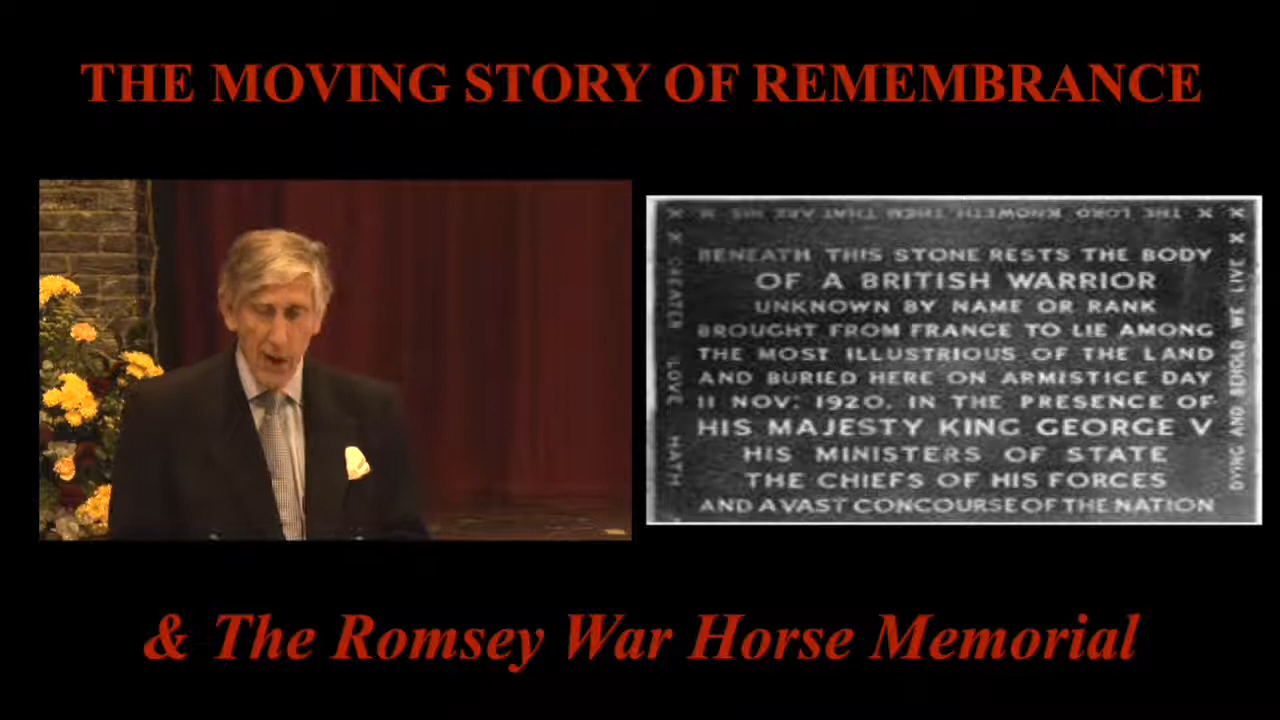 THE MOVING STORY OF REMEMBRANCE
THE LORD KNOWETH THEM THAT ARE HIS
BENEATH THIS STONE RESTS THE BODY
OF A BRITISH WARRIOR
UNKNOWN BY NAME OR RANK
BROUGHT FROM FRANCE TO LIE AMONG
THE MOST ILLUSTRIOUS OF THE LAND
AND BURIED HERE ON ARMISTICE DAY
11 NOV: 1920, IN THE PRESENCE OF
HIS MAJESTY KING GEORGE V
HIS MINISTERS OF STATE
THE CHIEFS OF HIS FORCES
AND A VAST CONCOURSE OF THE NATION
GREATER LOVE HATH
DYING AND BEHOLD WE LIVE
& The Romsey War Horse Memorial